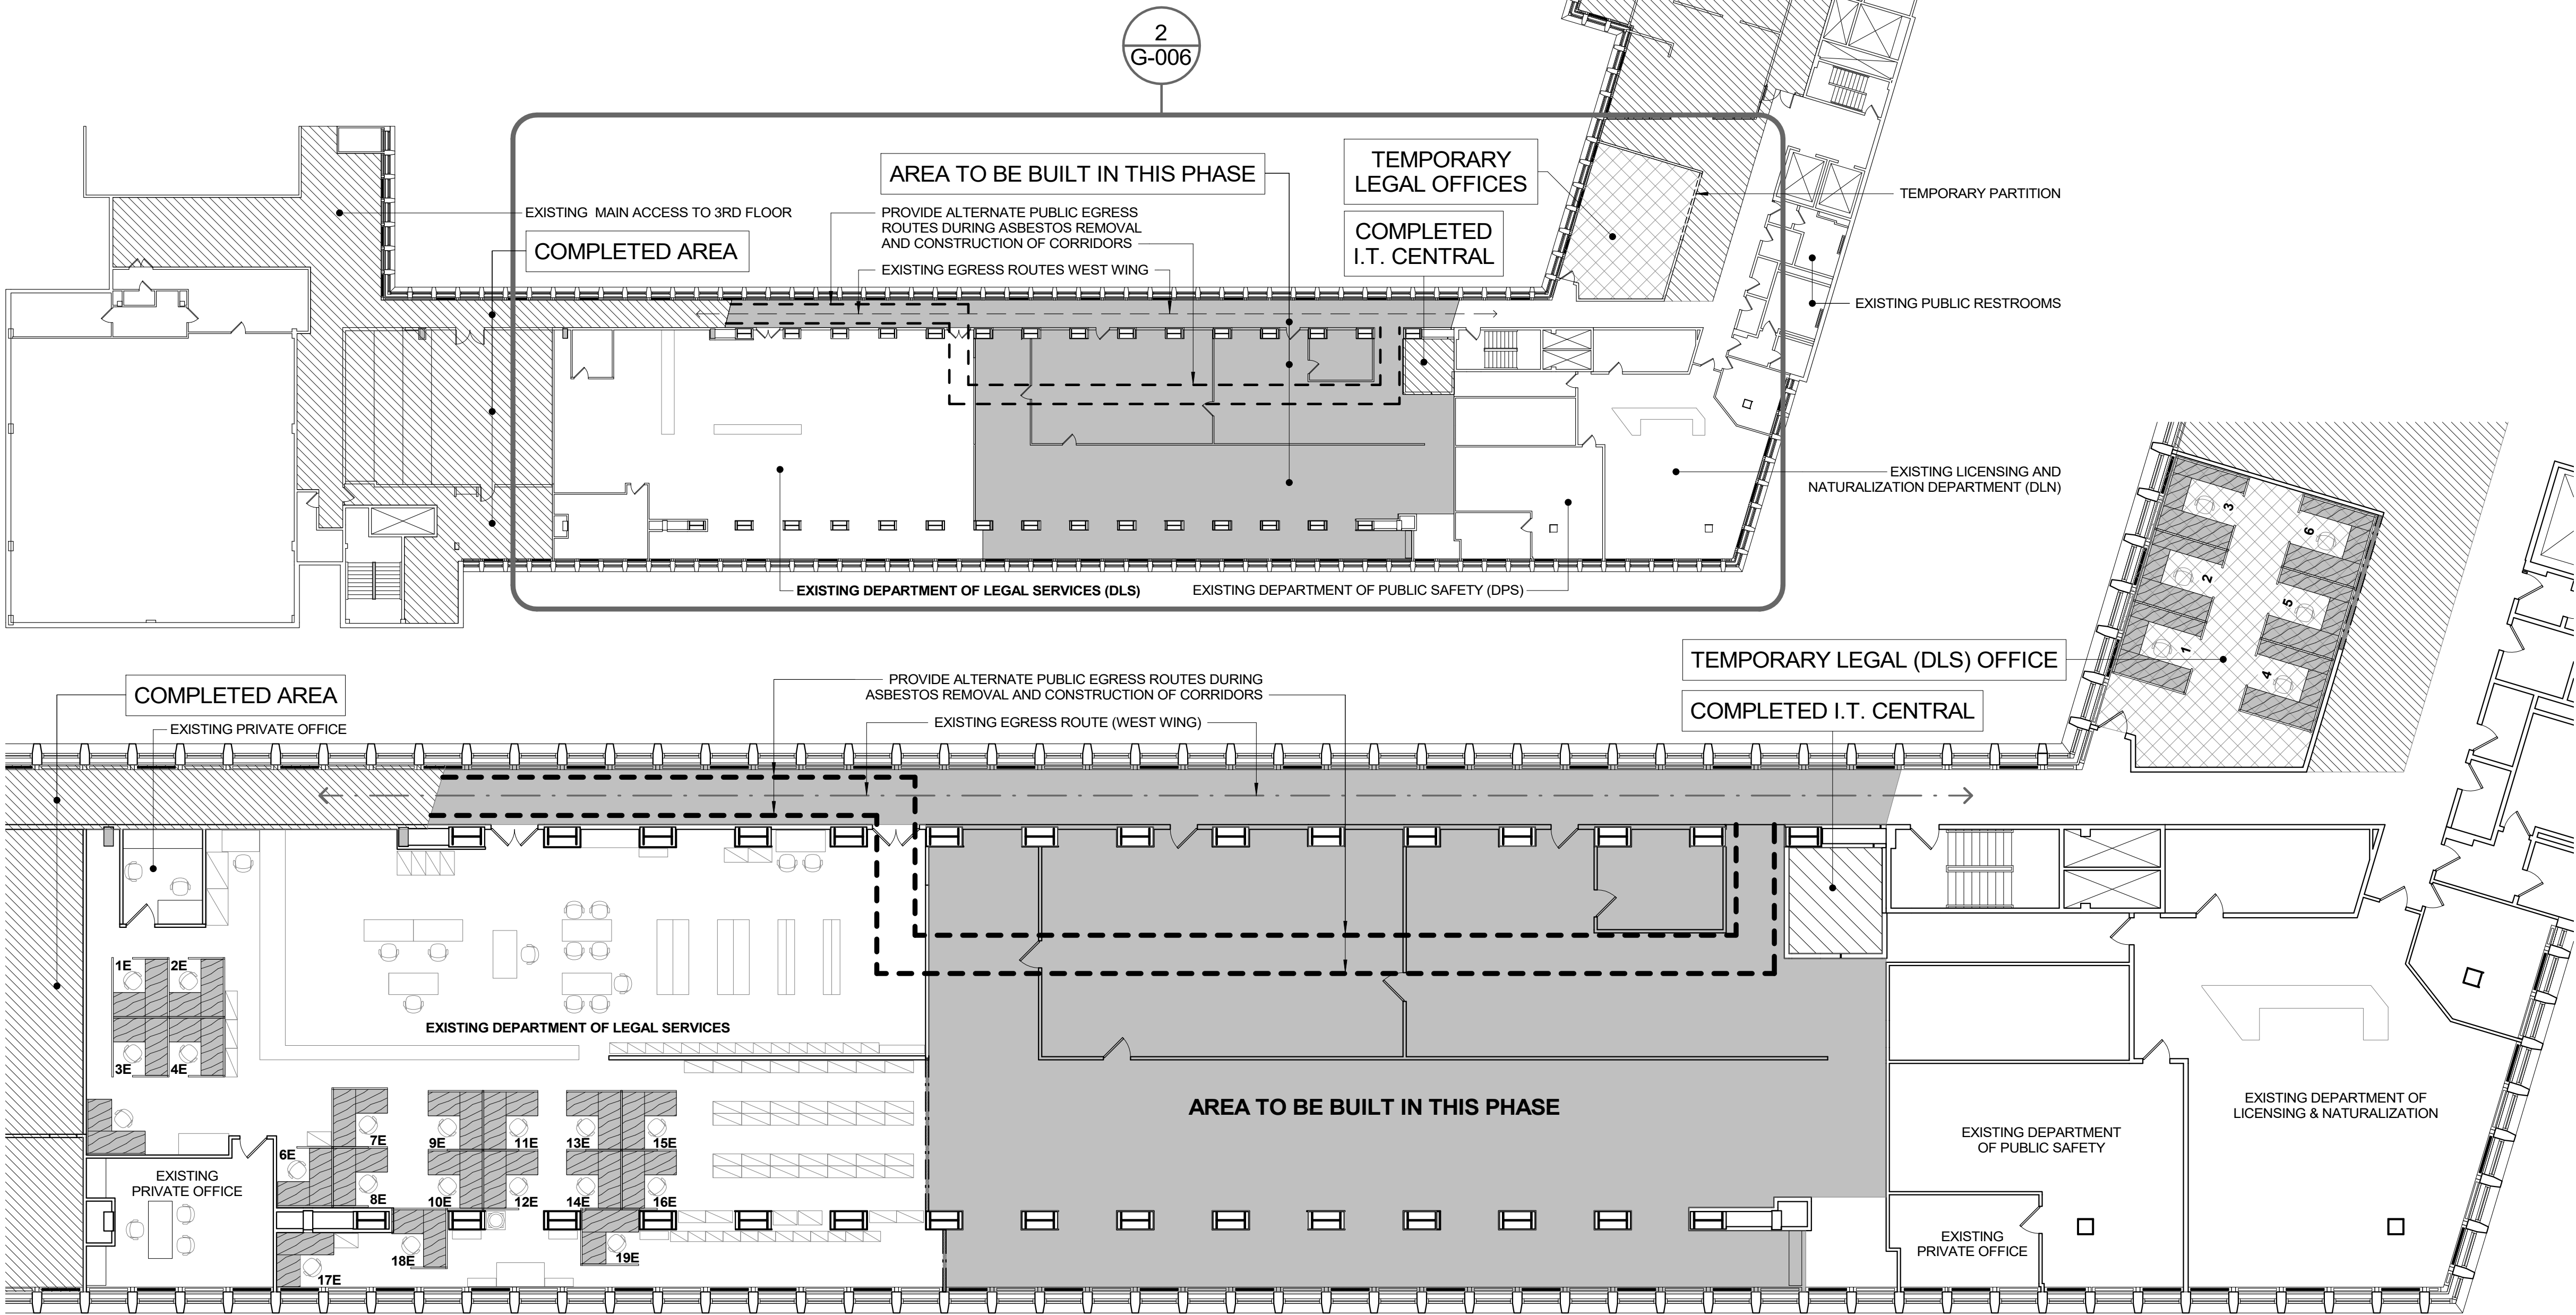 2
G-006
AREA TO BE BUILT IN THIS PHASE
TEMPORARY
LEGAL OFFICES
TEMPORARY PARTITION
EXISTING MAIN ACCESS TO 3RD FLOOR
COMPLETED AREA
PROVIDE ALTERNATE PUBLIC EGRESS
ROUTES DURING ASBESTOS REMOVAL
AND CONSTRUCTION OF CORRIDORS
EXISTING EGRESS ROUTES WEST WING
COMPLETED
I.T. CENTRAL
EXISTING PUBLIC RESTROOMS
EXISTING LICENSING AND
NATURALIZATION DEPARTMENT (DLN)
EXISTING DEPARTMENT OF LEGAL SERVICES (DLS)
EXISTING DEPARTMENT OF PUBLIC SAFETY (DPS)
3
6
2
5
1
4
TEMPORARY LEGAL (DLS) OFFICE
COMPLETED AREA
EXISTING PRIVATE OFFICE
PROVIDE ALTERNATE PUBLIC EGRESS ROUTES DURING
ASBESTOS REMOVAL AND CONSTRUCTION OF CORRIDORS
EXISTING EGRESS ROUTE (WEST WING)
COMPLETED I.T. CENTRAL
1E
2E
3E
4E
EXISTING DEPARTMENT OF LEGAL SERVICES
AREA TO BE BUILT IN THIS PHASE
EXISTING DEPARTMENT OF
LICENSING & NATURALIZATION
EXISTING DEPARTMENT
OF PUBLIC SAFETY
7E
9E
11E
13E
15E
6E
8E
10E
12E
14E
16E
EXISTING
PRIVATE OFFICE
18E
19E
17E
EXISTING
PRIVATE OFFICE